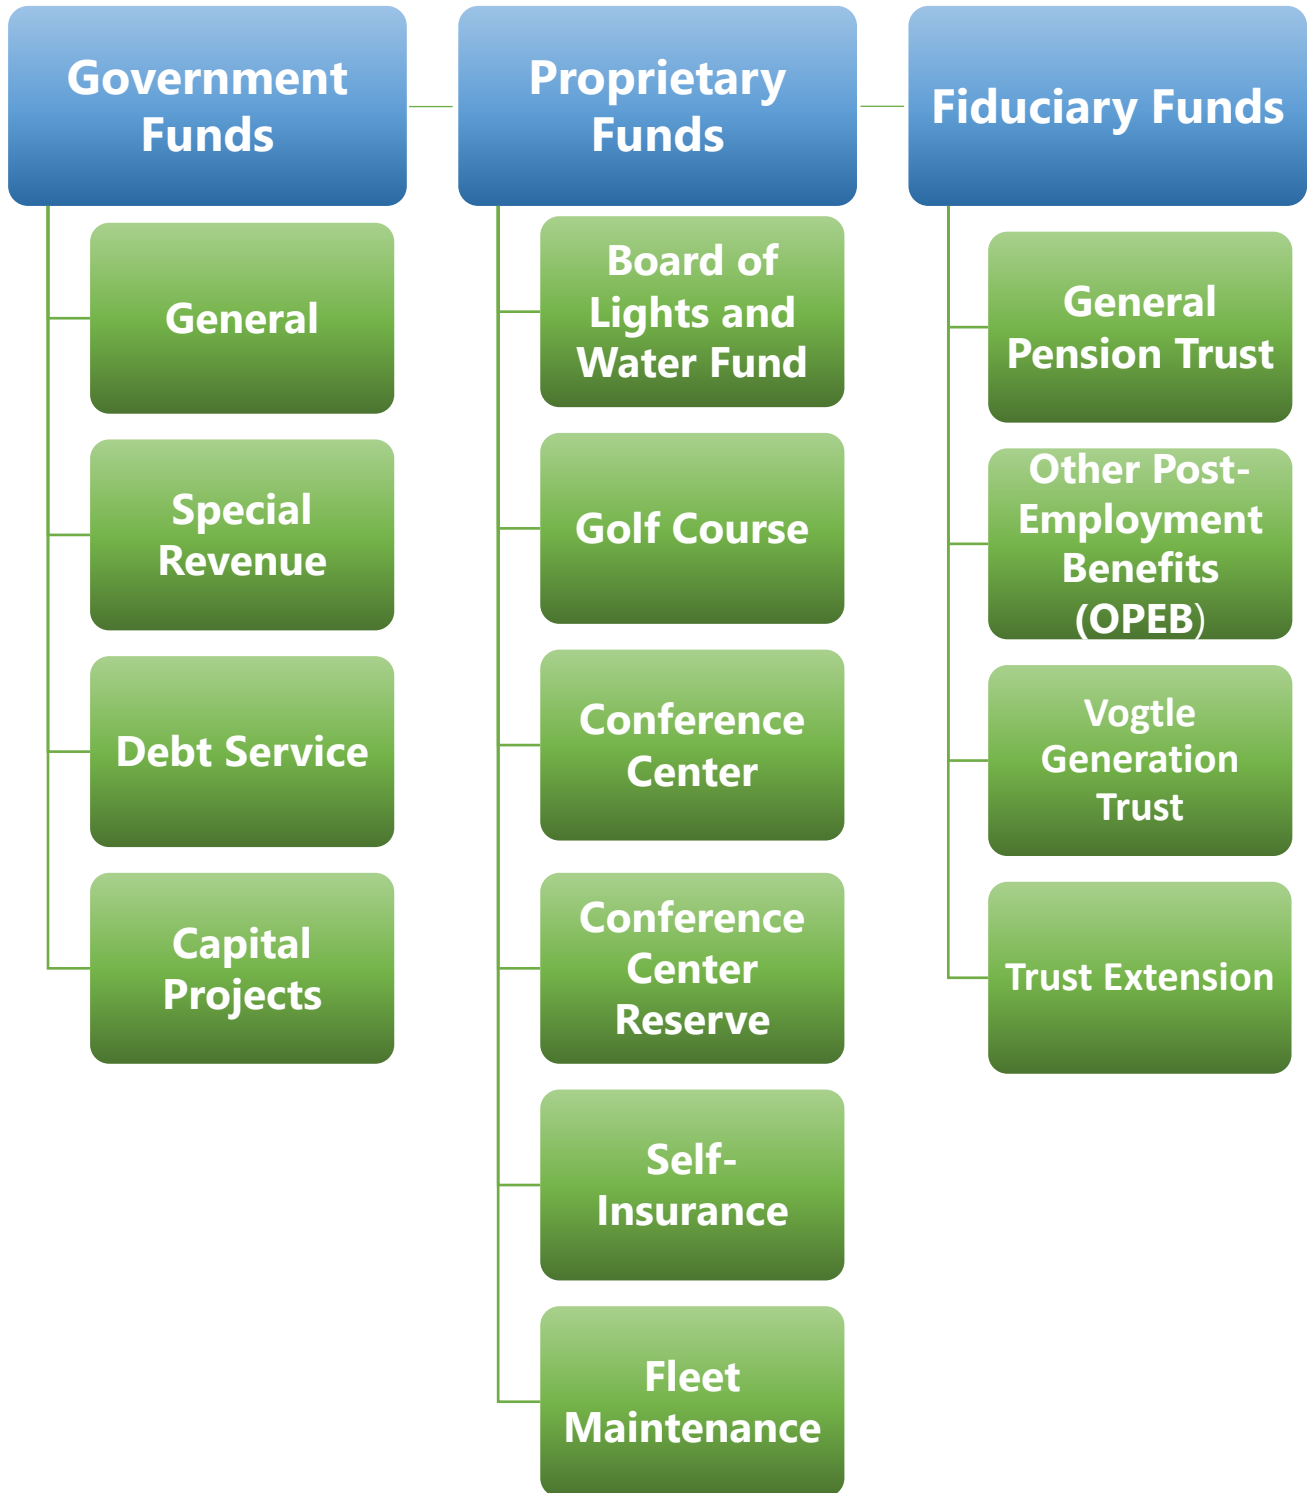 Government
Funds
General
Special
Revenue
Debt Service
Capital
Projects
Proprietary
Funds
Board of
Lights and
Water Fund
Golf Course
Conference
Center
Conference
Center
Reserve
Self-
Insurance
Fleet
Maintenance
Fiduciary Funds
General
Pension Trust
Other Post-
Employment
Benefits
(OPEB)
Vogtle
Generation
Trust
Trust Extension